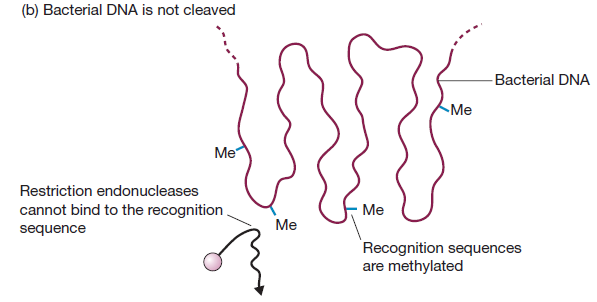 (b) Bacterial DNA is not cleaved
Bacterial DNA
Me
Me
Restriction endonucleases
cannot bind to the recognition
sequence
Me
Me
Recognition sequences
are methylated